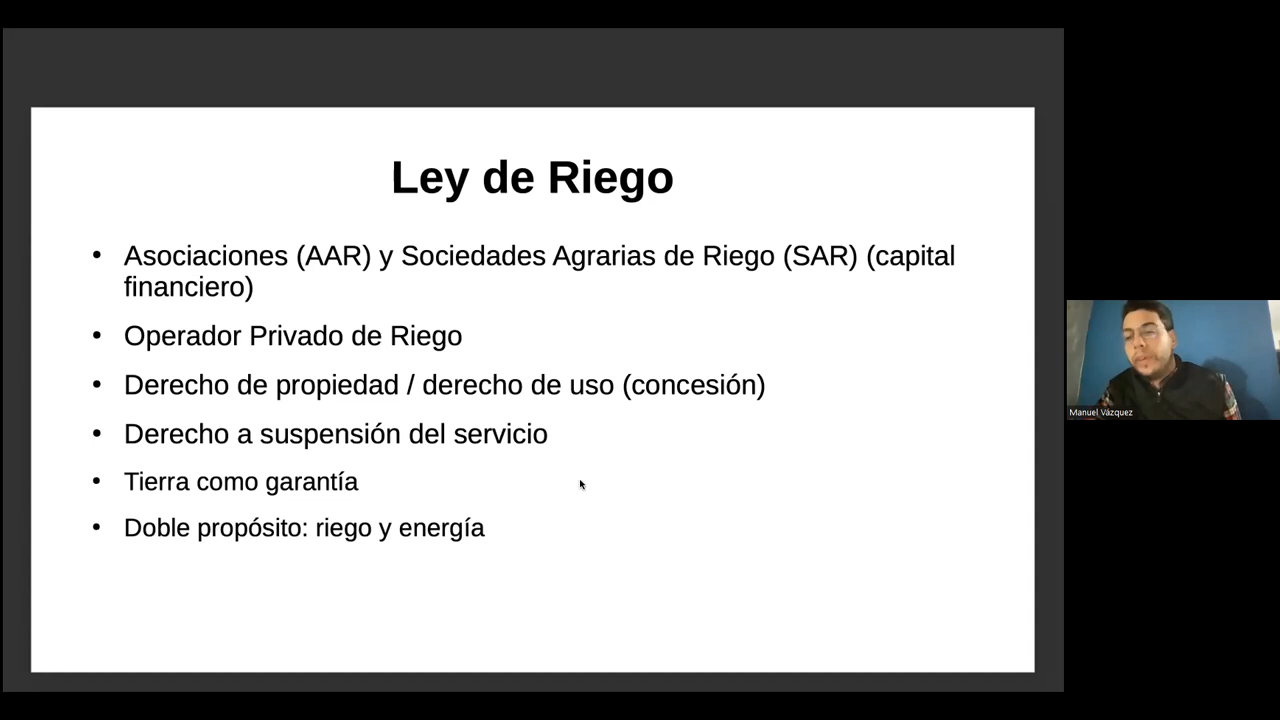 Ley de Riego
• Asociaciones (AAR) y Sociedades Agrarias de Riego (SAR) (capital
financiero)
• Operador Privado de Riego
• Derecho de propiedad / derecho de uso (concesión)
• Derecho a suspensión del servicio
• Tierra como garantía
• Doble propósito: riego y energía
Manuel Vázquez